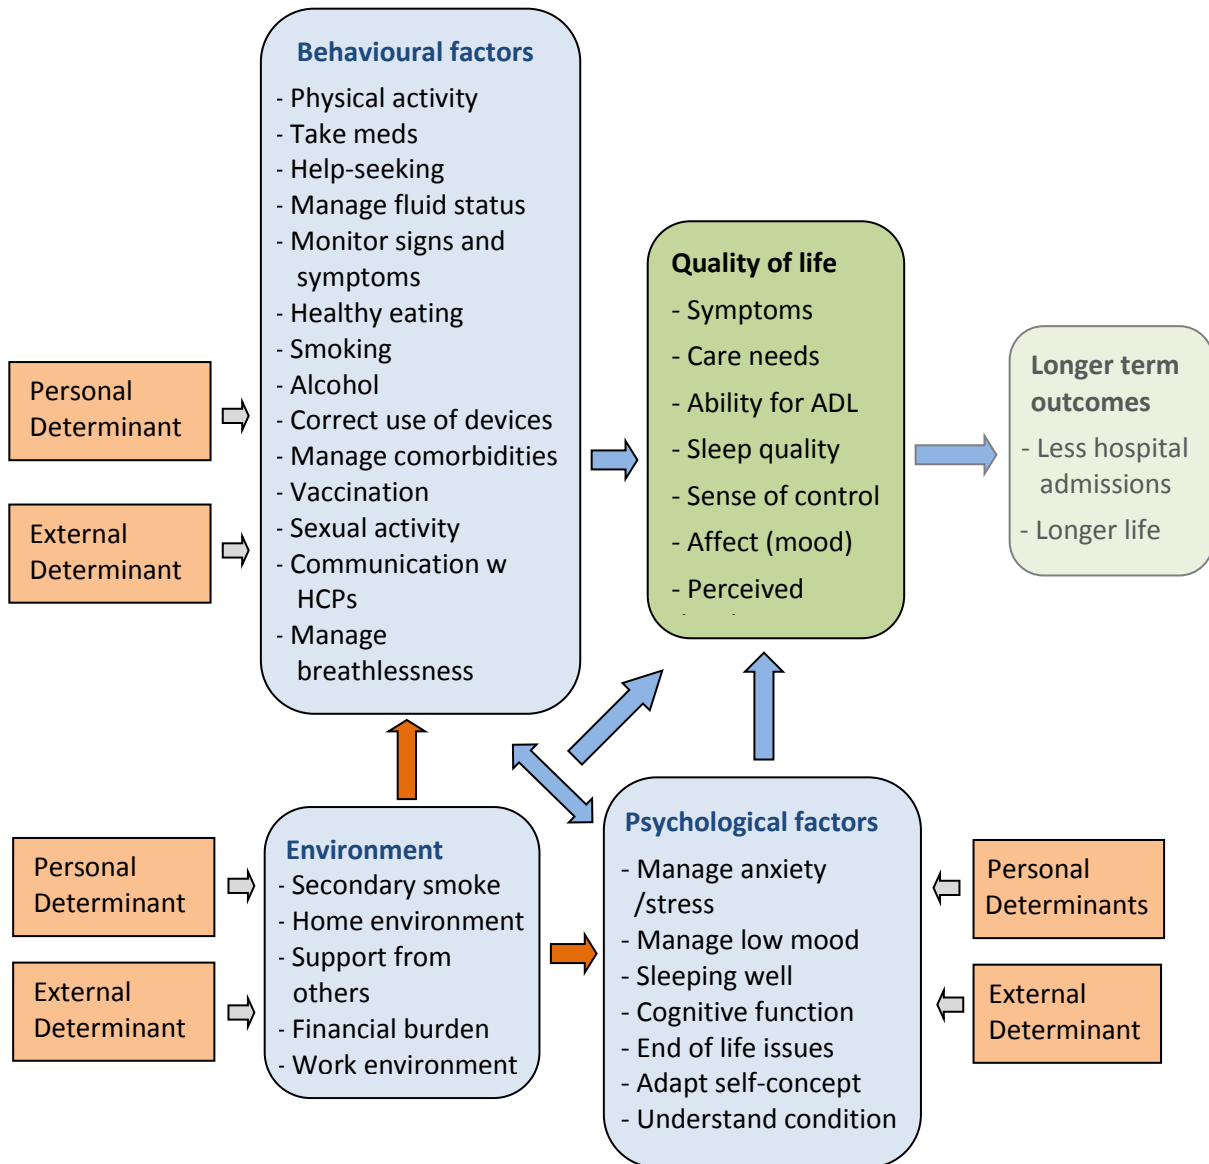 Behavioural factors
- Physical activity
- Take meds
- Help-seeking
- Manage fluid status
- Monitor signs and
symptoms
- Healthy eating
- Smoking
- Alcohol
- Correct use of devices
- Manage comorbidities
- Vaccination
- Sexual activity
- Communication w
HCPs
- Manage
breathlessness
Personal
Determinant
External
Determinant
Quality of life
- Symptoms
- Care needs
- Ability for ADL
- Sleep quality
- Sense of control
- Affect (mood)
- Perceived
Longer term
outcomes
- Less hospital
admissions
- Longer life
Personal
Determinant
External
Determinant
Environment
- Secondary smoke
- Home environment
- Support from
others
- Financial burden
- Work environment
Psychological factors
- Manage anxiety
/stress
- Manage low mood
- Sleeping well
- Cognitive function
- End of life issues
- Adapt self-concept
- Understand condition
Personal
Determinants
External
Determinant